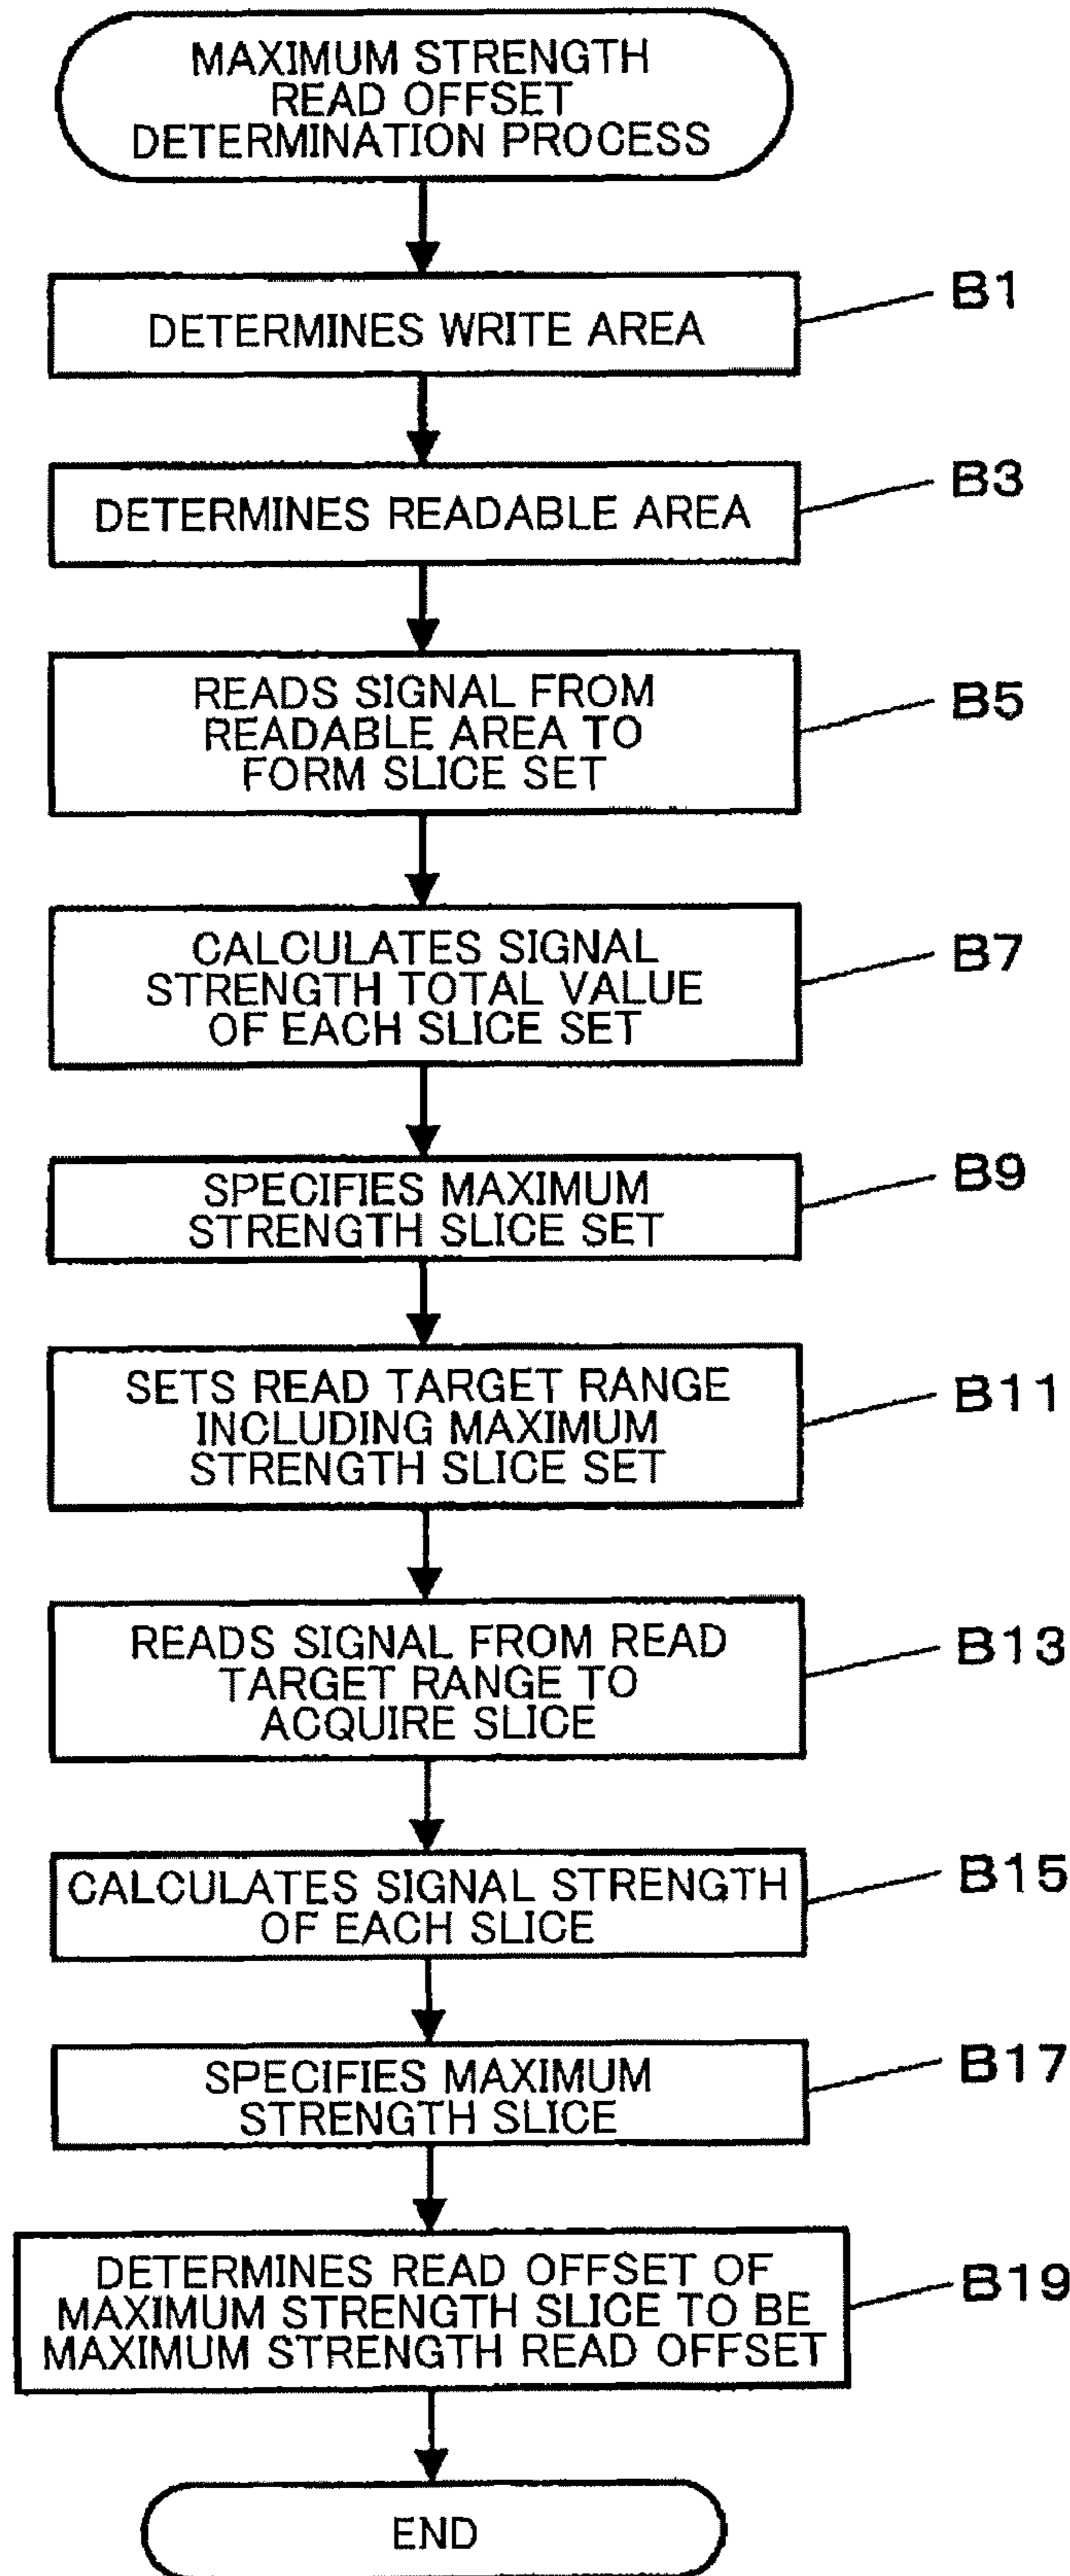 MAXIMUM STRENGTH
READ OFFSET
DETERMINATION PROCESS
DETERMINES WRITE AREA
B1
DETERMINES READABLE AREA
B3
READS SIGNAL FROM
READABLE AREA TO
FORM SLICE SET
B5
CALCULATES SIGNAL
STRENGTH TOTAL VALUE
OF EACH SLICE SET
B7
SPECIFIES MAXIMUM
STRENGTH SLICE SET
B9
SETS READ TARGET RANGE
INCLUDING MAXIMUM
STRENGTH SLICE SET
B11
READS SIGNAL FROM READ
TARGET RANGE TO
ACQUIRE SLICE
B13
CALCULATES SIGNAL STRENGTH
OF EACH SLICE
B15
SPECIFIES MAXIMUM
STRENGTH SLICE
B17
DETERMINES READ OFFSET OF
MAXIMUM STRENGTH SLICE TO BE
MAXIMUM STRENGTH READ OFFSET
B19
END